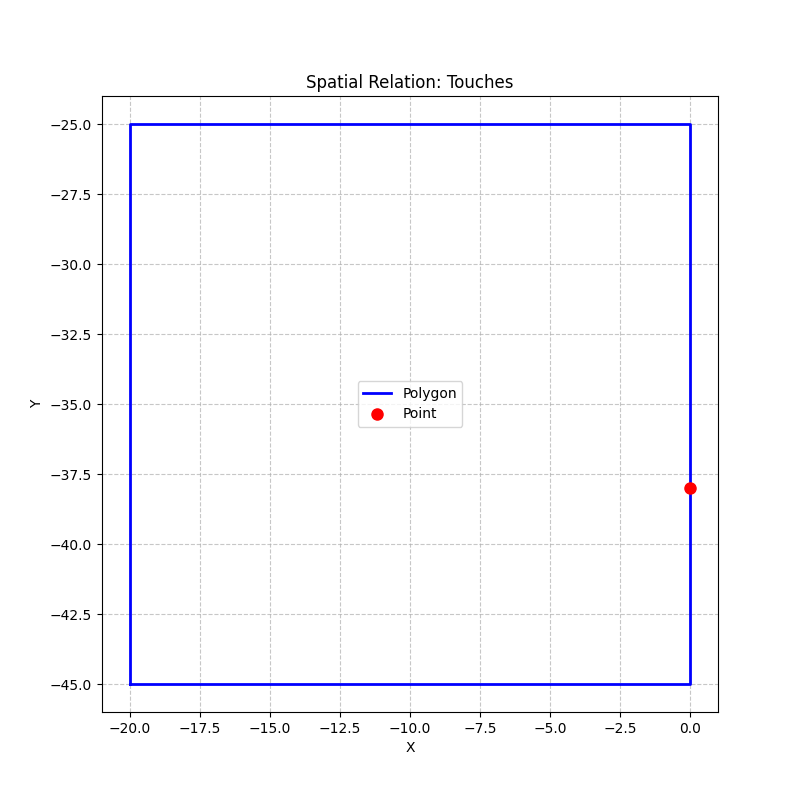 Spatial Relation: Touches
−25.0
−27.5
−30.0
−32.5
−35.0
−37.5
−40.0
−42.5
−45.0
Y
Polygon
Point
−20.0 −17.5 −15.0 −12.5 −10.0 −7.5 −5.0 −2.5 0.0
X